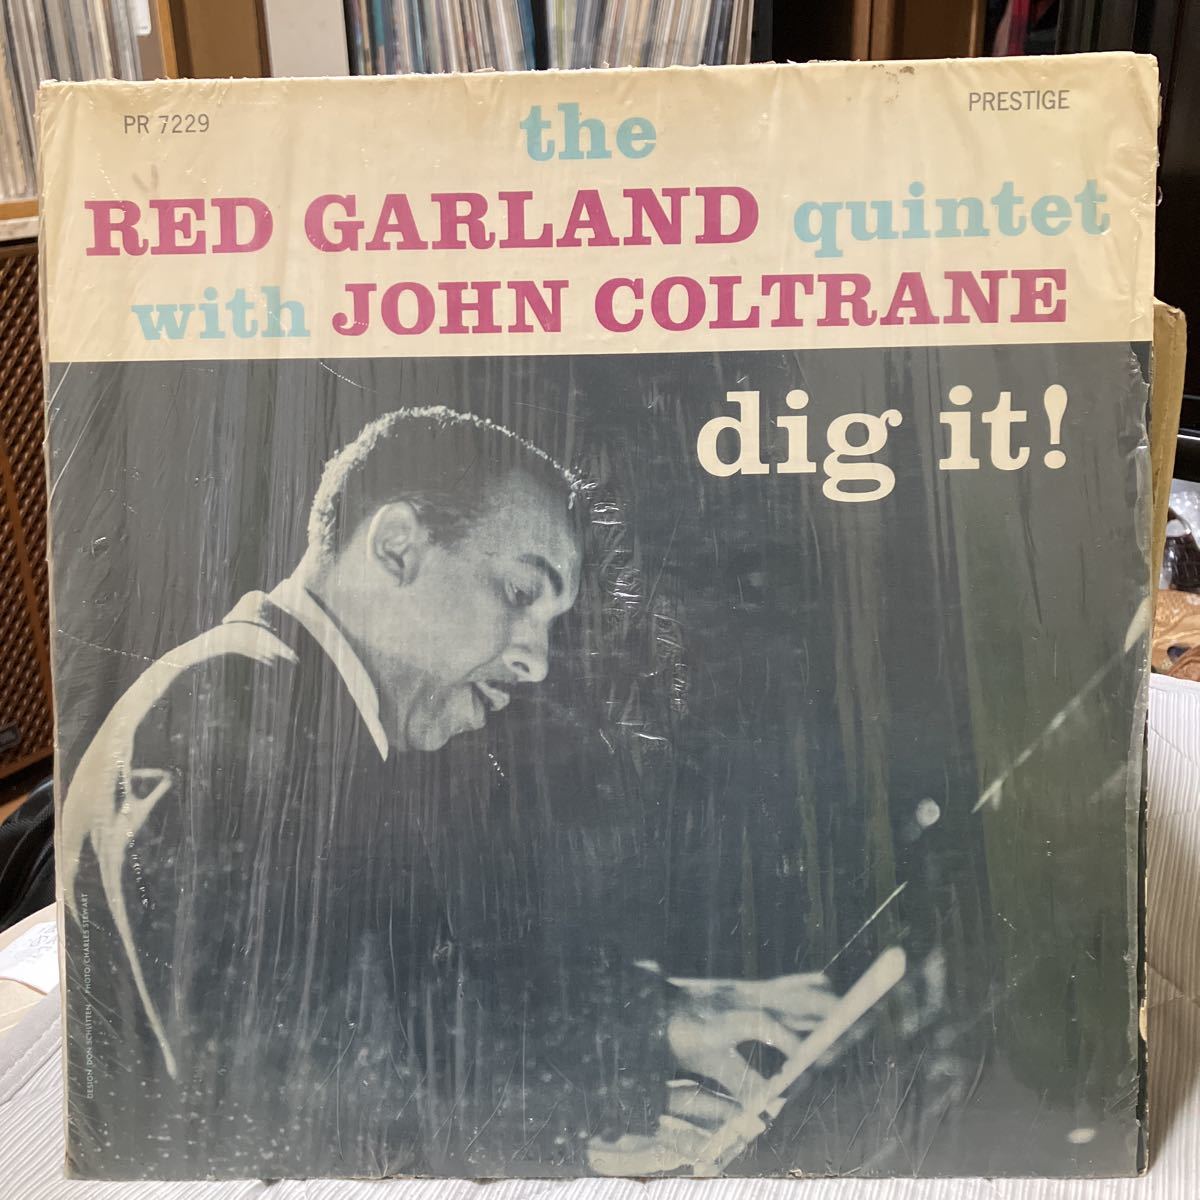 PR 7229
PRESTIGE
the
RED GARLAND quintet
with JOHN COLTRANE
dig it!
DESIGN/DON SCHLITTEN PHOTO/CHARLES STEWART